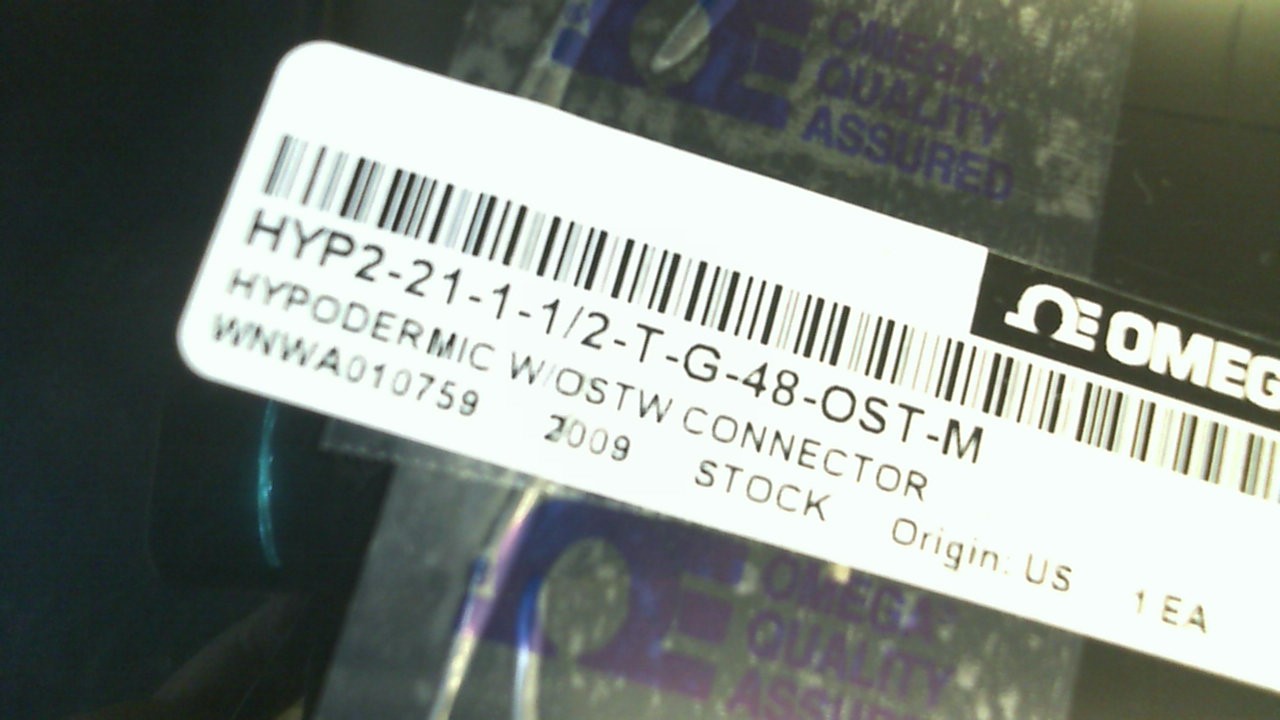 OMEGA
QUALITY
ASSURED
OMEG
HYP2-21-1-1/2-T-G-48-OST-M
HYPODERMIC W/OSTW CONNECTOR
WNWA010759 2009 STOCK Origin: US 1 EA
OMEGA
QUALITY
ASSURED